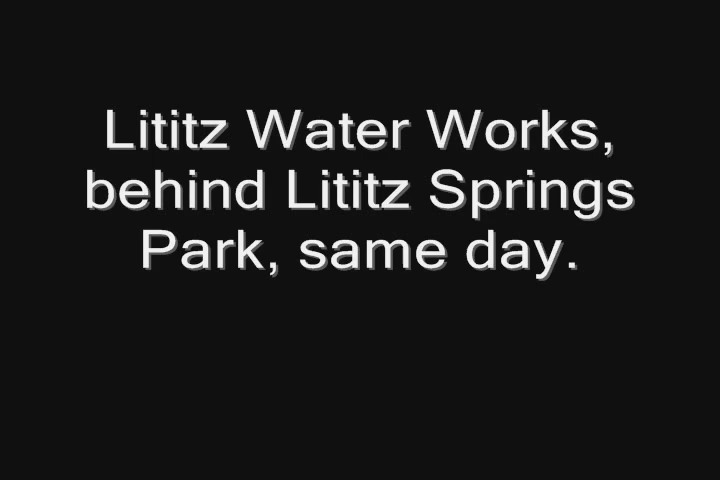 Lititz Water Works,
behind Lititz Springs
Park, same day.